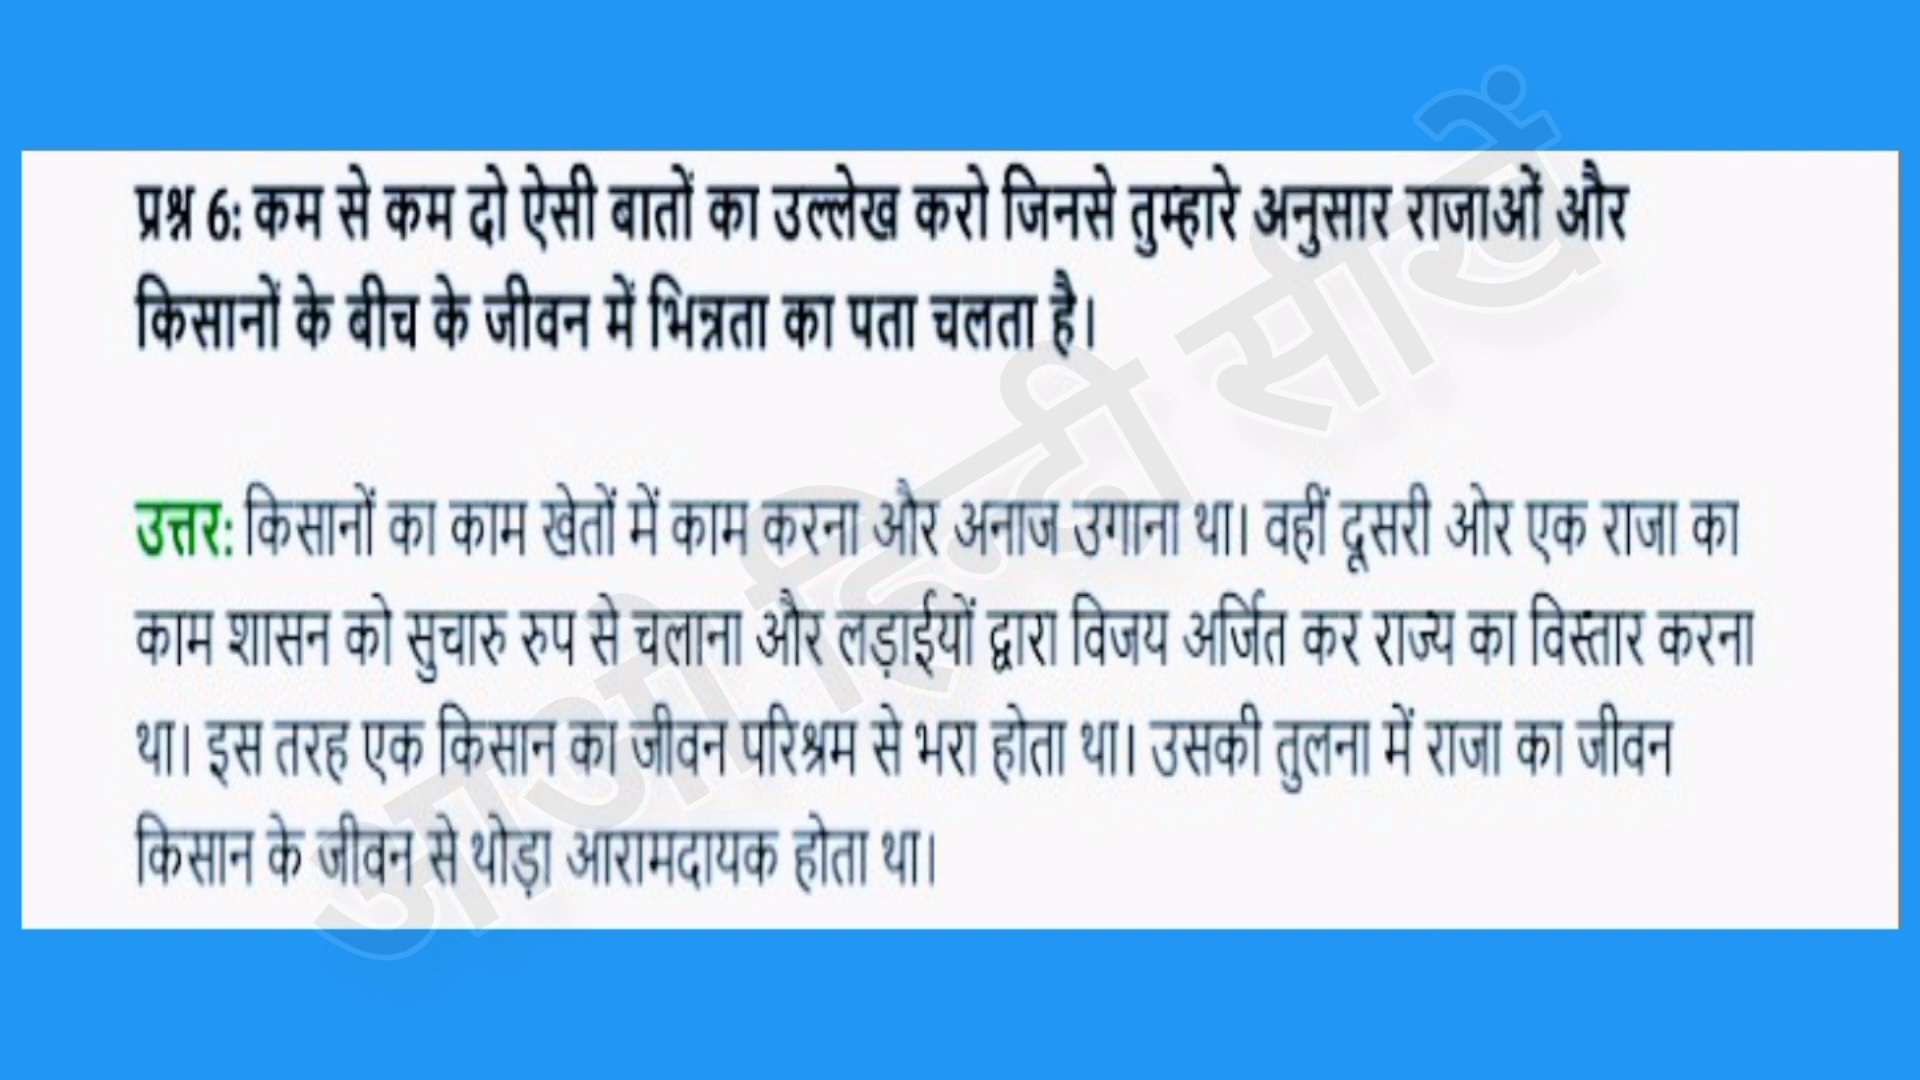 प्रश्न 6: कम से कम दो ऐसी बातों का उल्लेख करो जिनसे तुम्हारे अनुसार राजाओं और
किसानों के बीच के जीवन में भिन्नता का पता चलता है।
उत्तर: किसानों का काम खेतों में काम करना और अनाज उगाना था। वहीं दूसरी ओर एक राजा का
काम शासन को सुचारु रुप से चलाना और लड़ाईयों द्वारा विजय अर्जित कर राज्य का विस्तार करना
था। इस तरह एक किसान का जीवन परिश्रम से भरा होता था। उसकी तुलना में राजा का जीवन
किसान के जीवन से थोड़ा आरामदायक होता था।
आओ हिन्दी सीखें